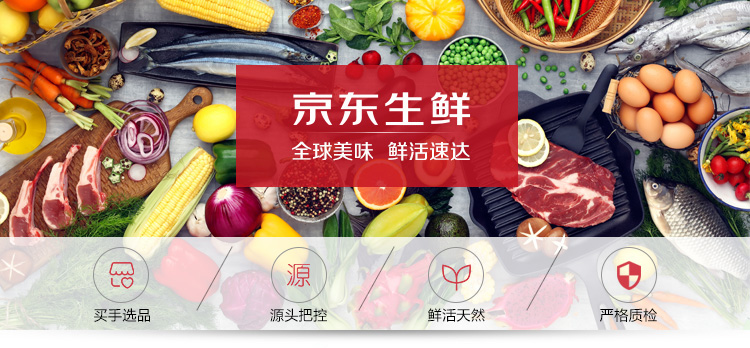 京东生鲜
全球美味 鲜活速达
源
买手选品
源头把控
鲜活天然
严格质检